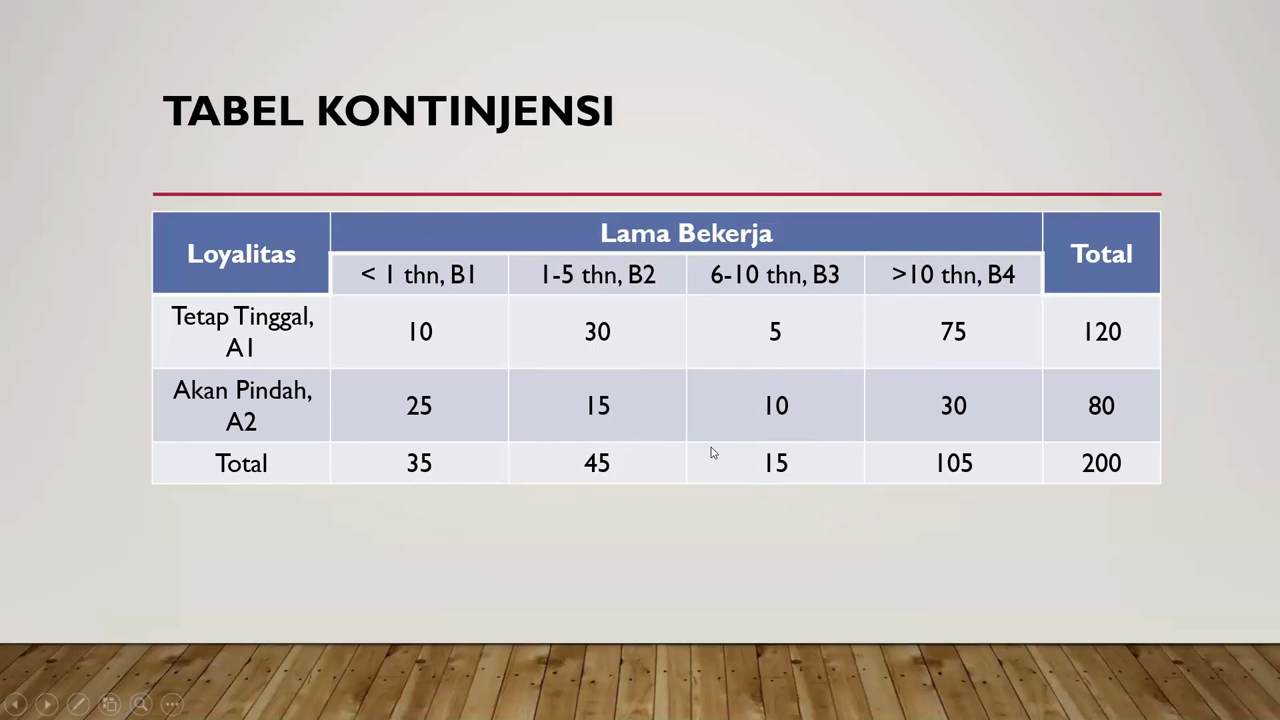 TABEL KONTINJENSI
Loyalitas
Lama Bekerja
Total
< 1 thn, B1
1-5 thn, B2
6-10 thn, B3
>10 thn, B4
Tetap Tinggal,
A1
10
30
5
75
120
Akan Pindah,
A2
25
15
10
30
80
Total
35
45
15
105
200